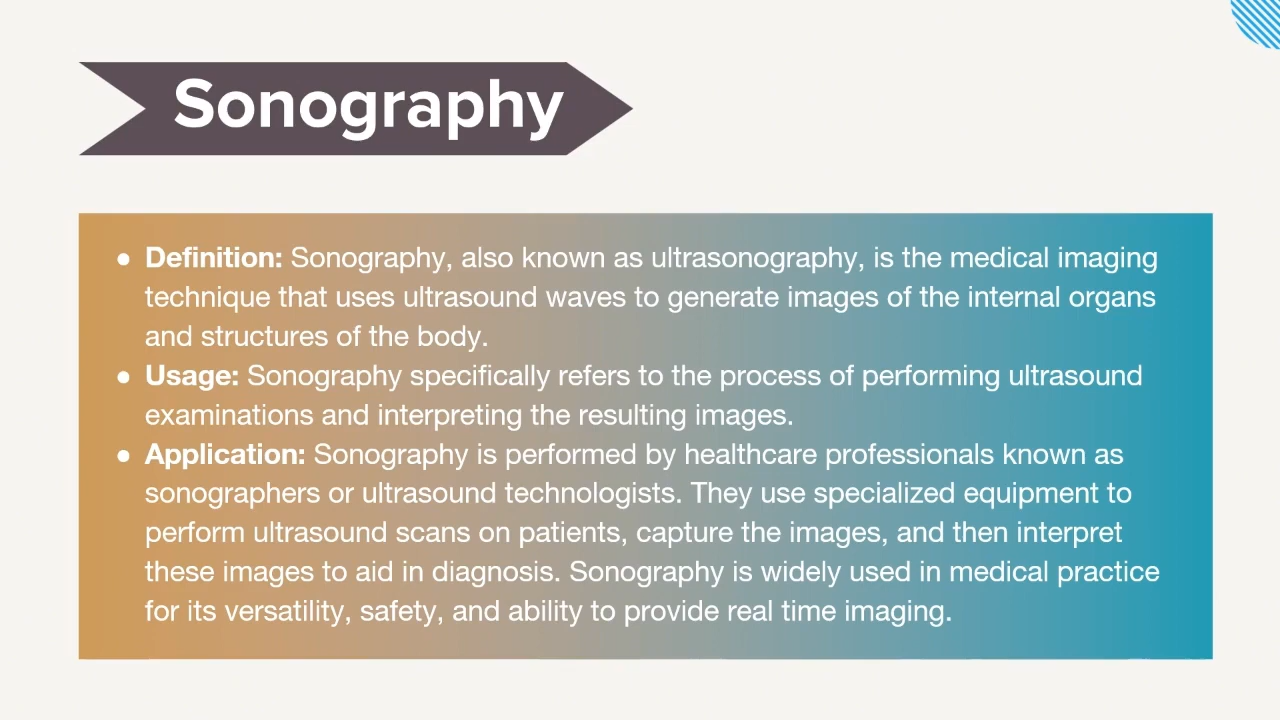 Sonography
● Definition: Sonography, also known as ultrasonography, is the medical imaging
technique that uses ultrasound waves to generate images of the internal organs
and structures of the body.
● Usage: Sonography specifically refers to the process of performing ultrasound
examinations and interpreting the resulting images.
● Application: Sonography is performed by healthcare professionals known as
sonographers or ultrasound technologists. They use specialized equipment to
perform ultrasound scans on patients, capture the images, and then interpret
these images to aid in diagnosis. Sonography is widely used in medical practice
for its versatility, safety, and ability to provide real time imaging.